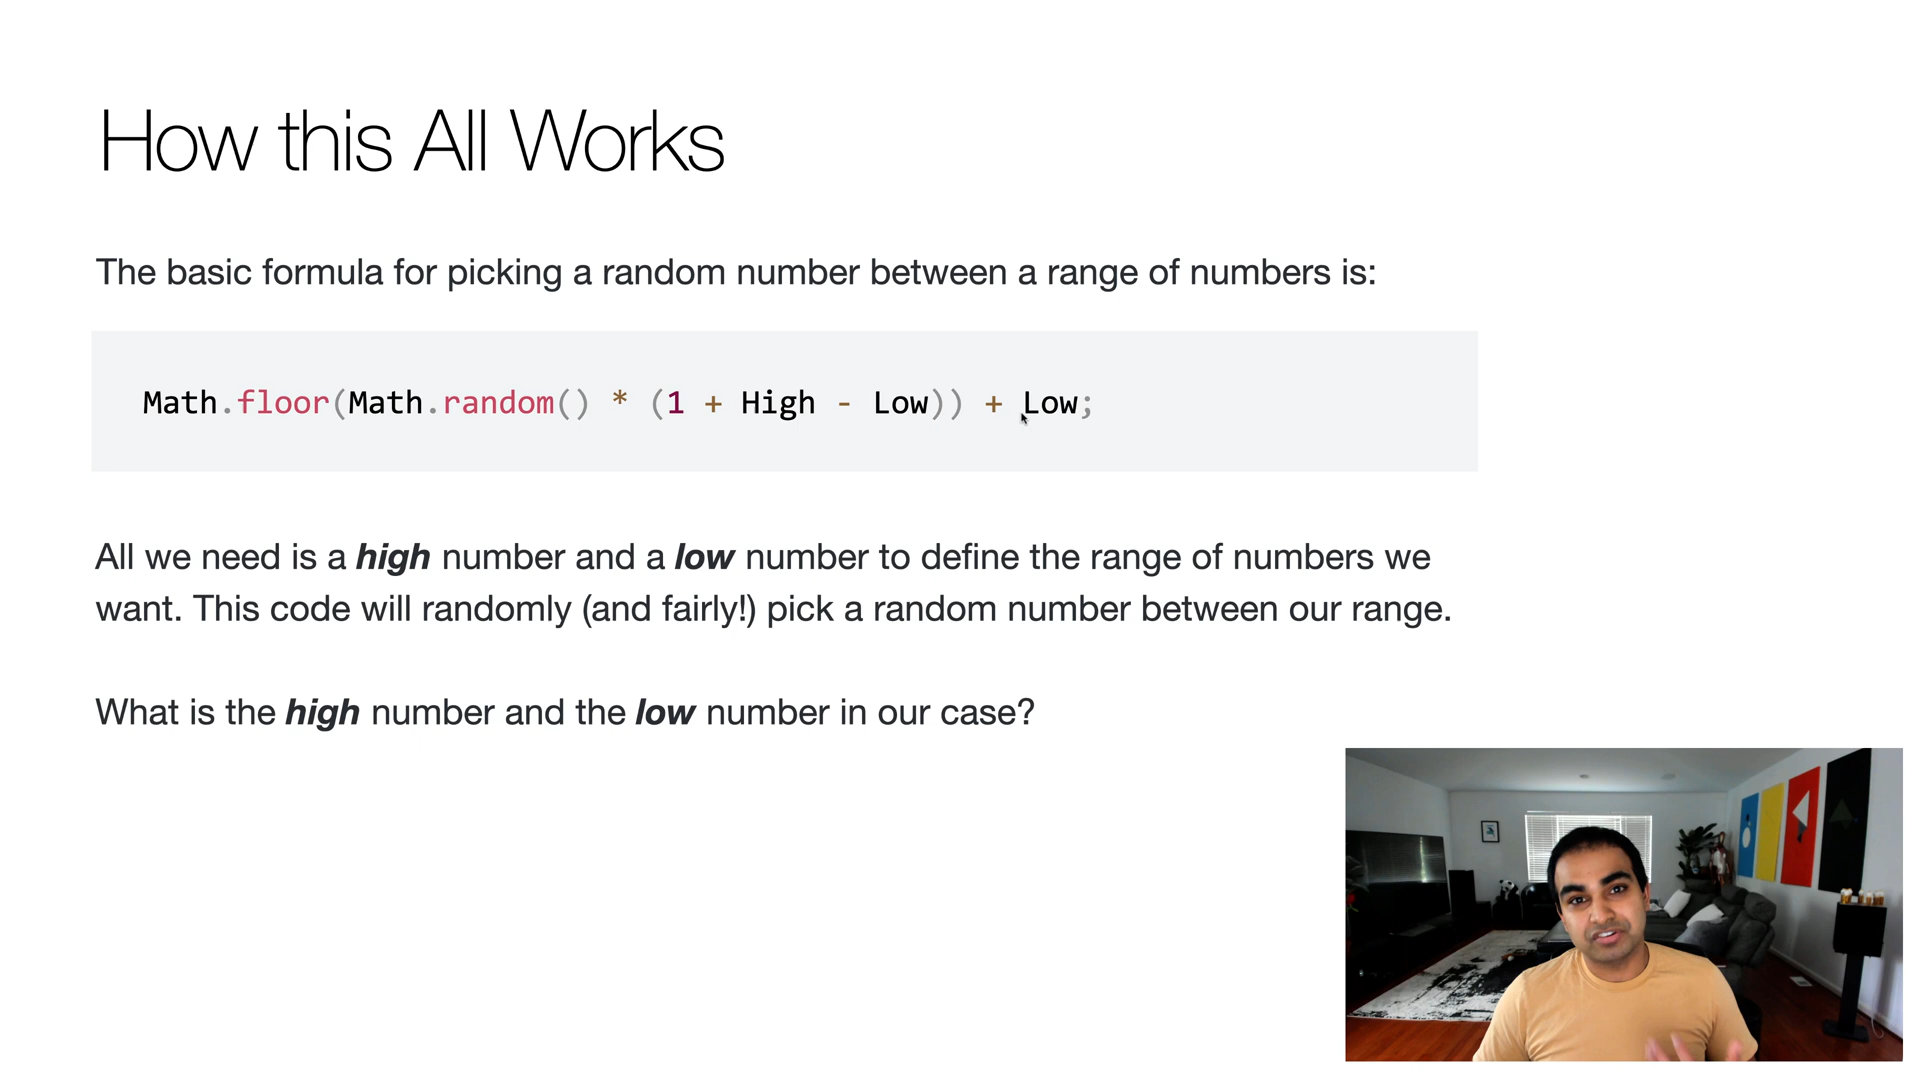 How this All Works
The basic formula for picking a random number between a range of numbers is:
Math.floor(Math.random() * (1 + High - Low)) + Low;
All we need is a high number and a low number to define the range of numbers we
want. This code will randomly (and fairly!) pick a random number between our range.
What is the high number and the low number in our case?